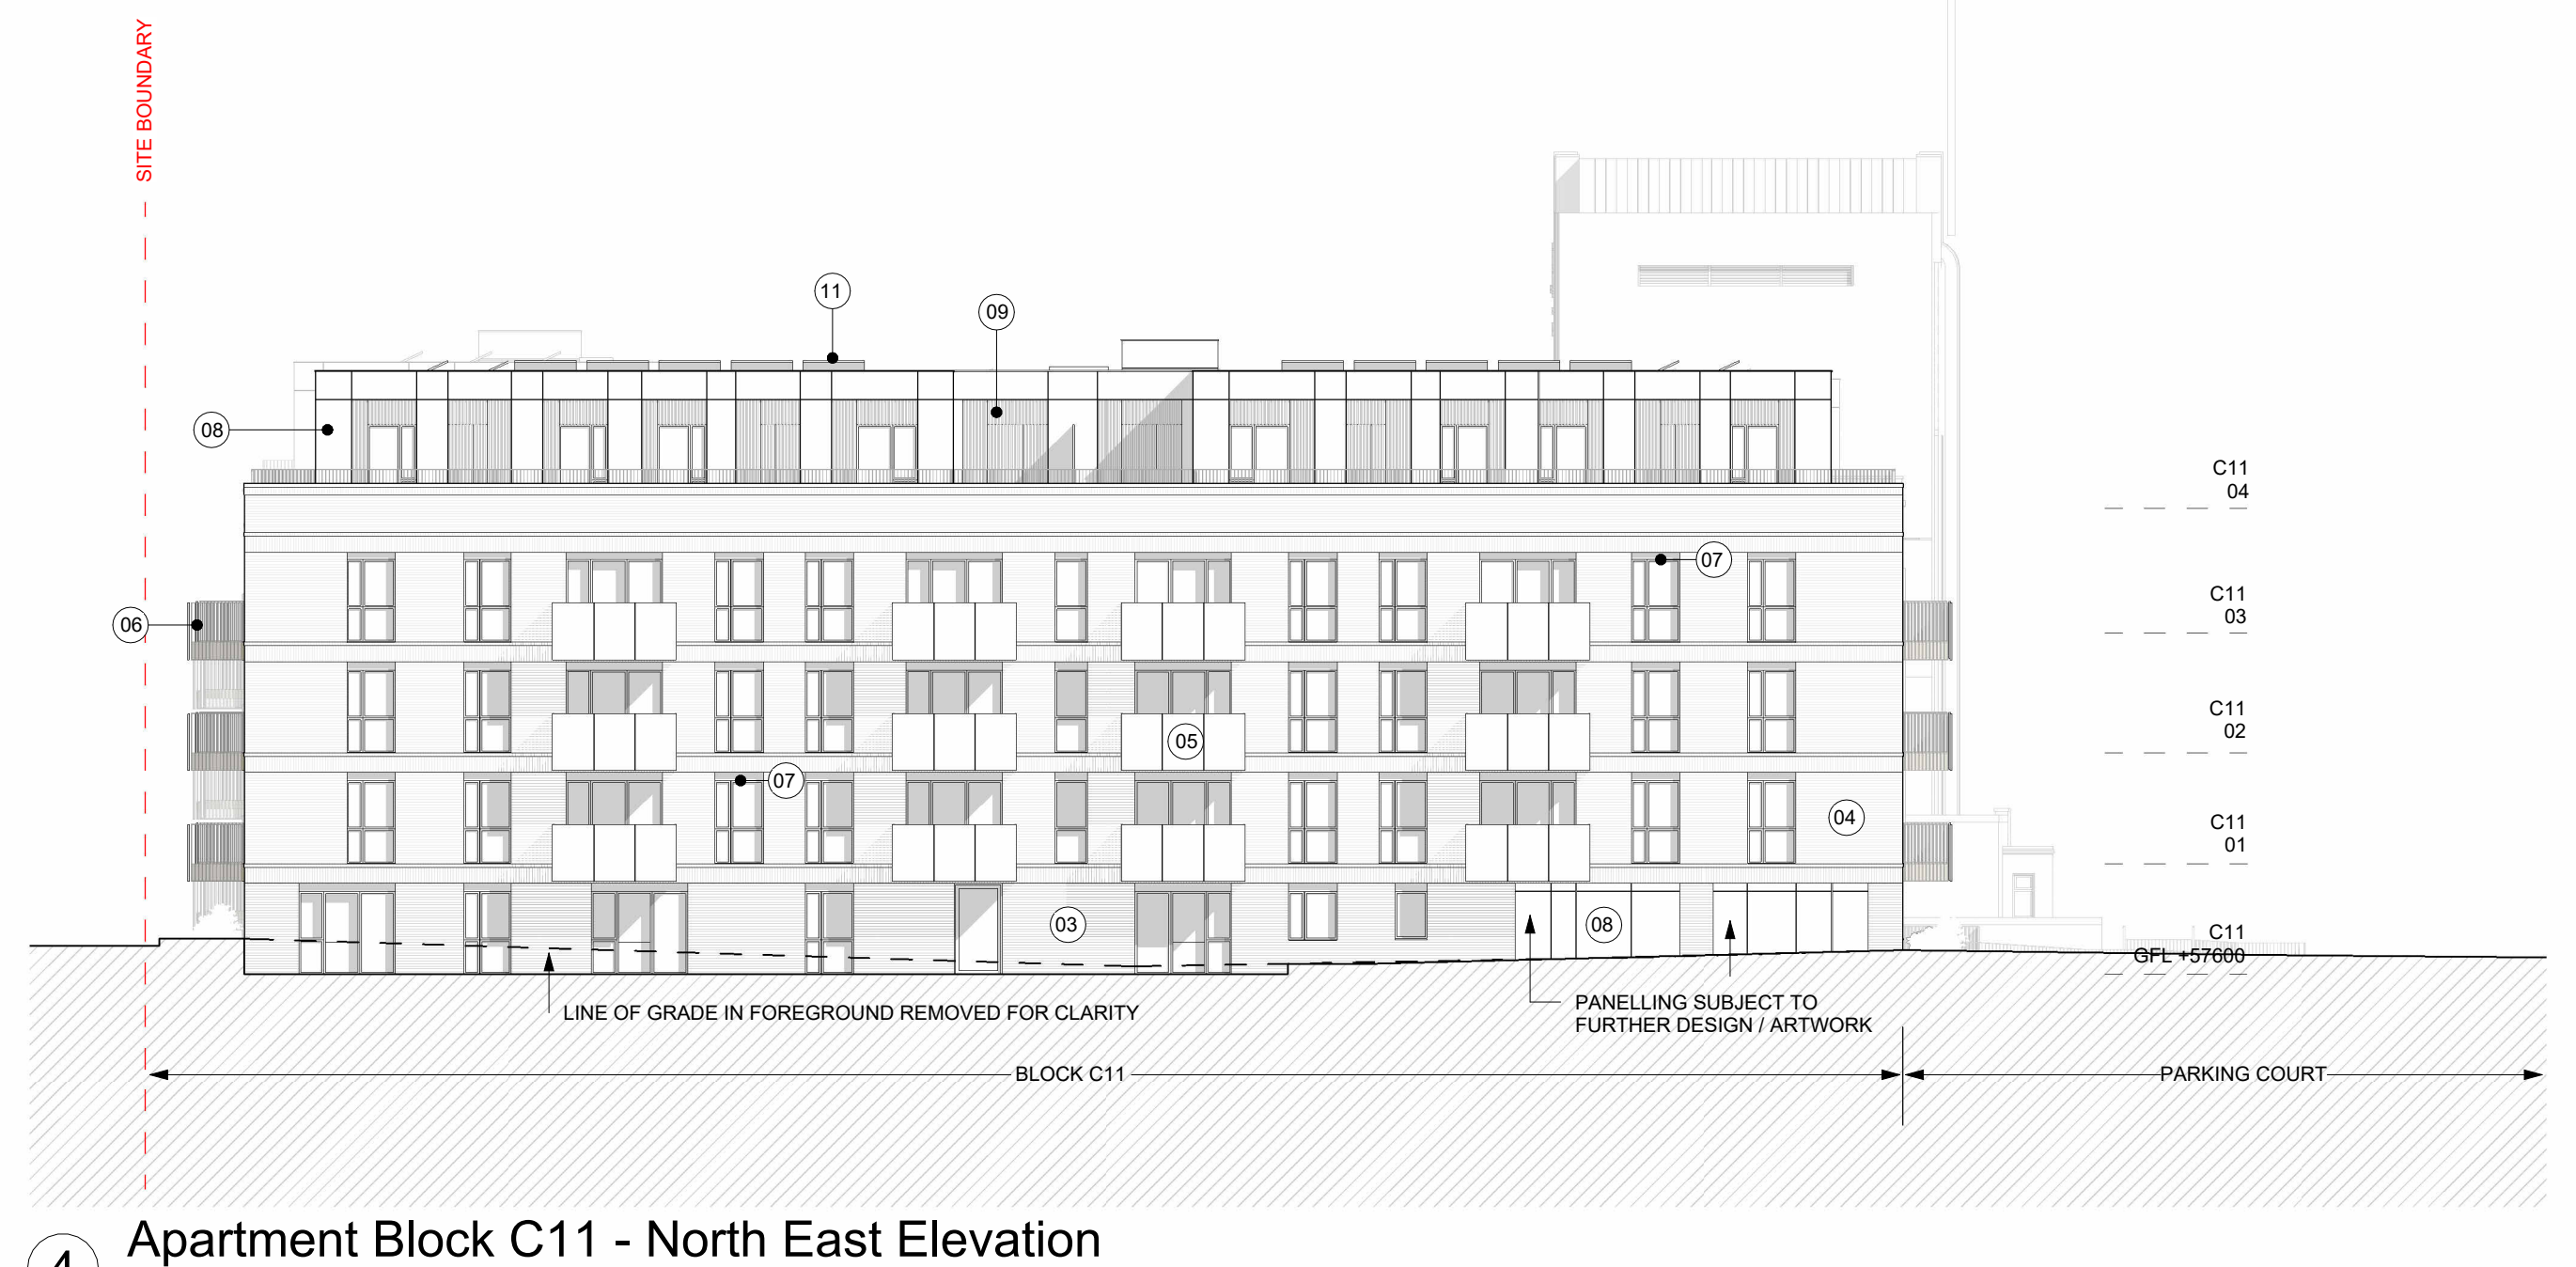 SITE BOUNDARY
11
09
08
C11
04
07
C11
03
06
C11
02
05
07
04
C11
01
03
08
C11
GFL +57600
LINE OF GRADE IN FOREGROUND REMOVED FOR CLARITY
PANELLING SUBJECT TO
FURTHER DESIGN / ARTWORK
BLOCK C11
PARKING COURT
Apartment Block C11 - North East Elevation
4